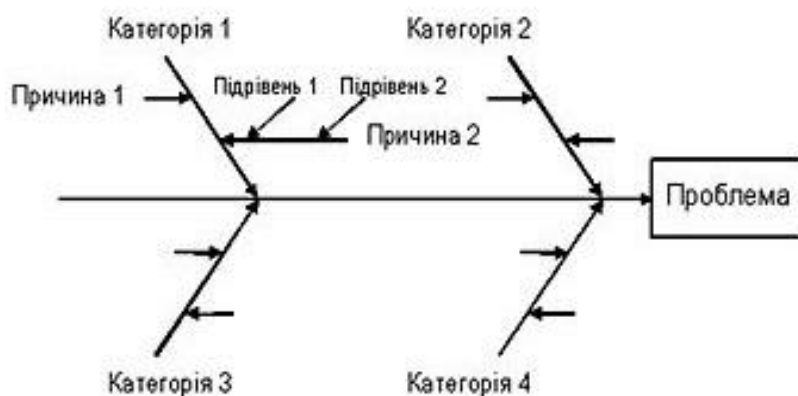 Категорія 1
Категорія 2
Причина 1
Підрівень 1
Підрівень 2
Причина 2
Проблема
Категорія 3
Категорія 4